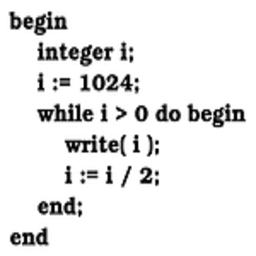 begin
integer i;
i := 1024;
while i > 0 do begin
write( i );
i := i / 2;
end;
end